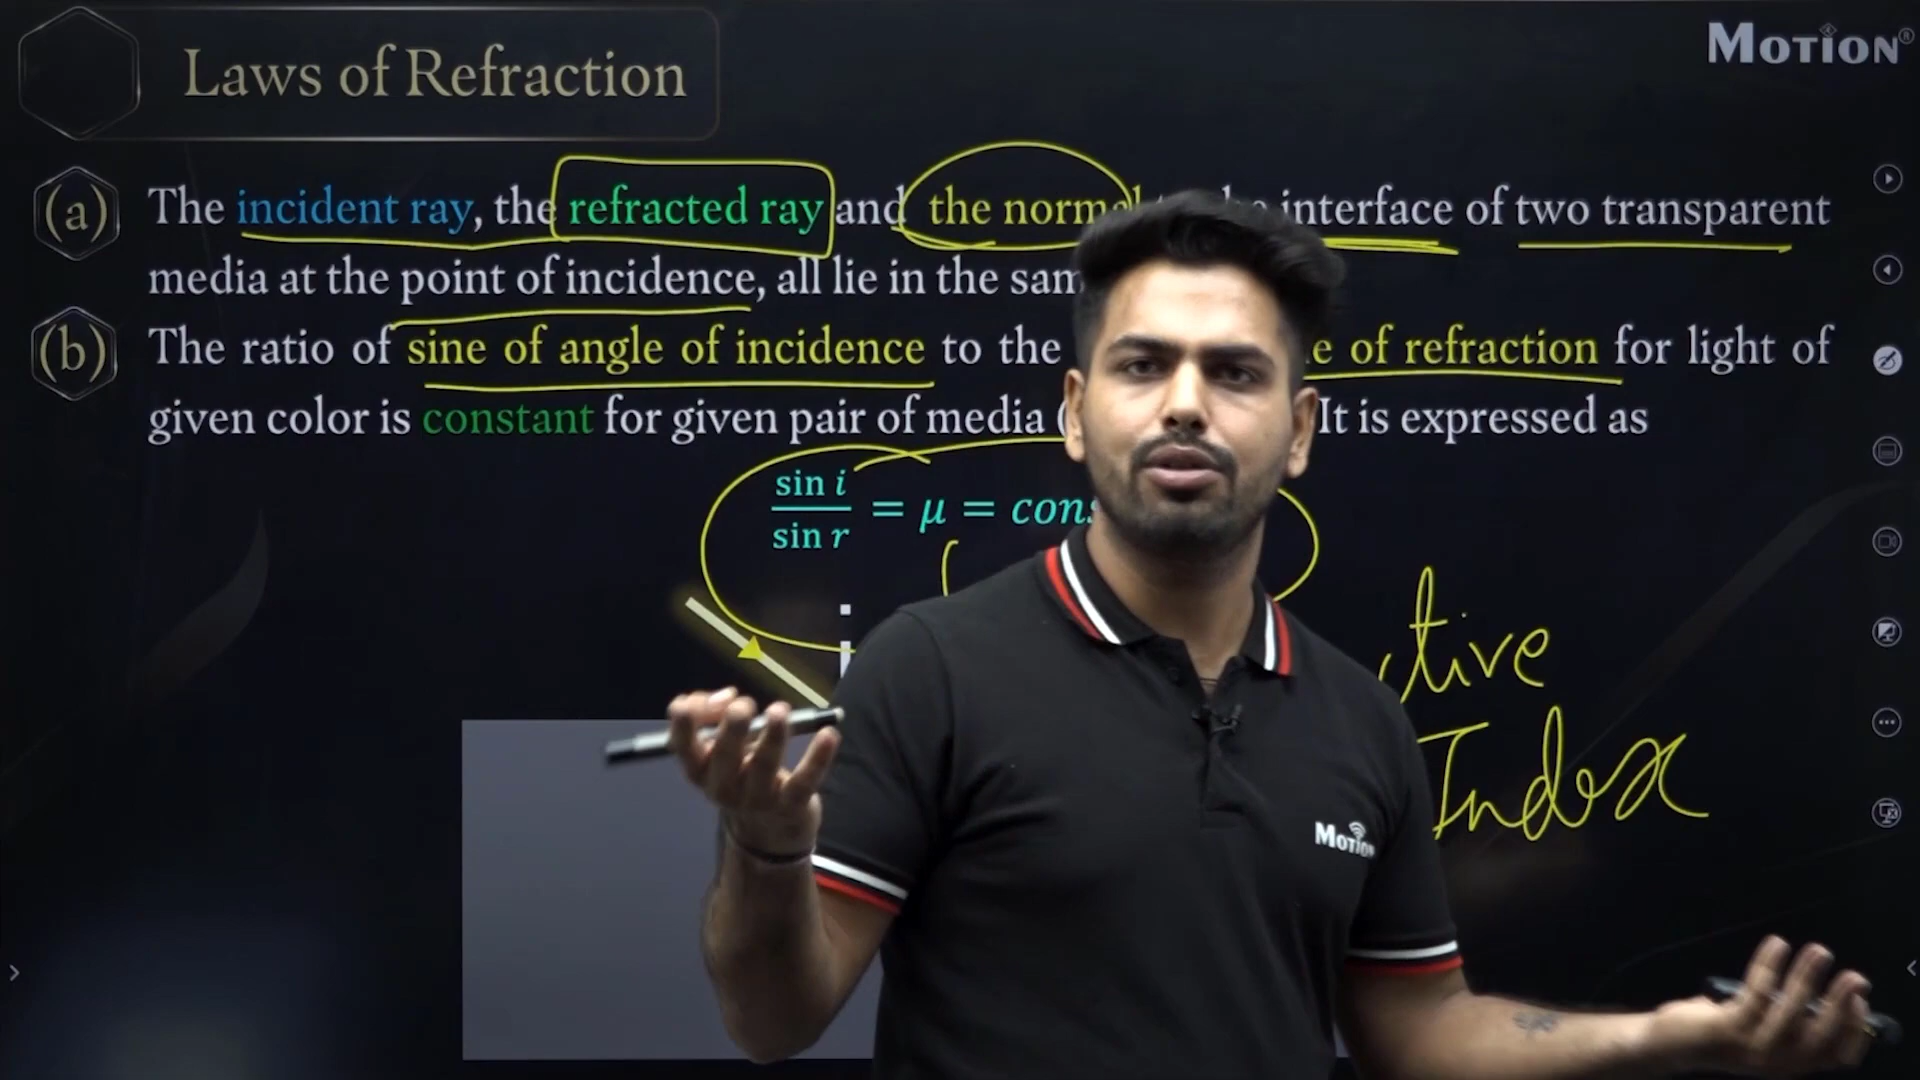 Laws of Refraction
MOTION®
(a) The incident ray, the refracted ray and the normal interface of two transparent
media at the point of incidence, all lie in the sam
(b) The ratio of sine of angle of incidence to the e of refraction for light of
given color is constant for given pair of media ( It is expressed as
sin i
= μ = cons
sin r
ctive
Index
MOTION